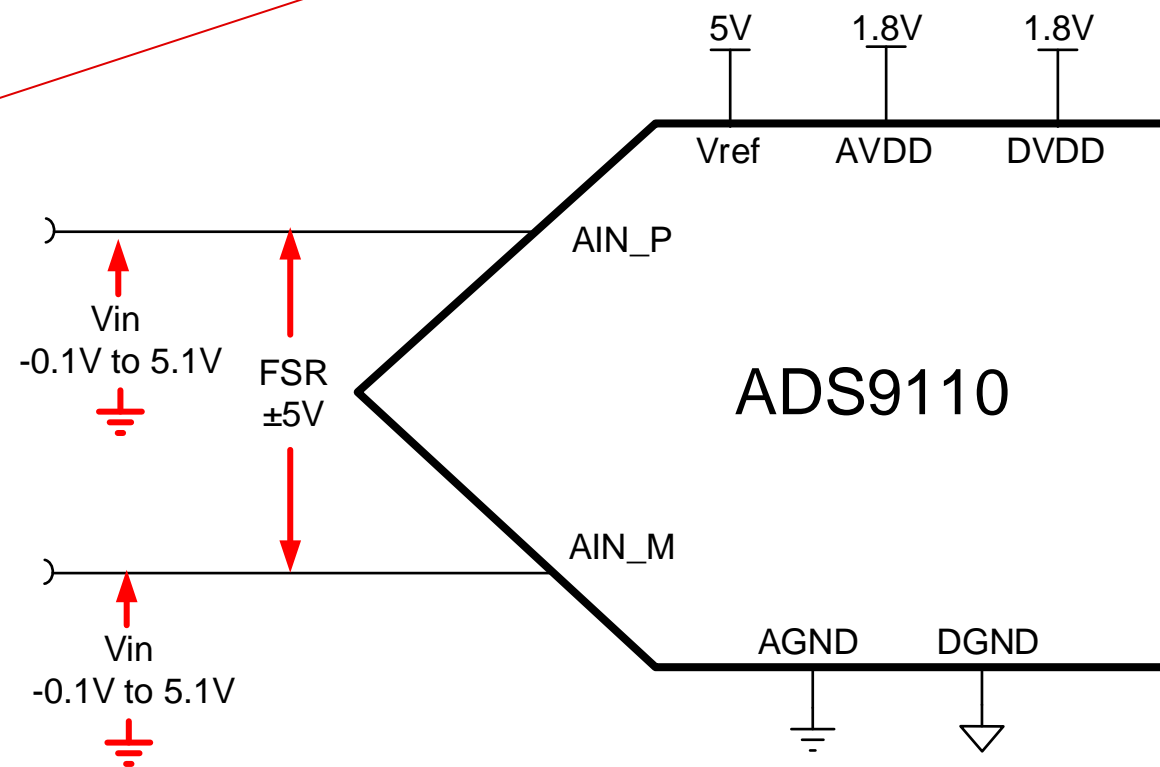 5V 1.8V 1.8V
Vref AVDD DVDD
AIN_P
Vin
-0.1V to 5.1V
FSR
±5V
ADS9110
AIN_M
AGND DGND
Vin
-0.1V to 5.1V